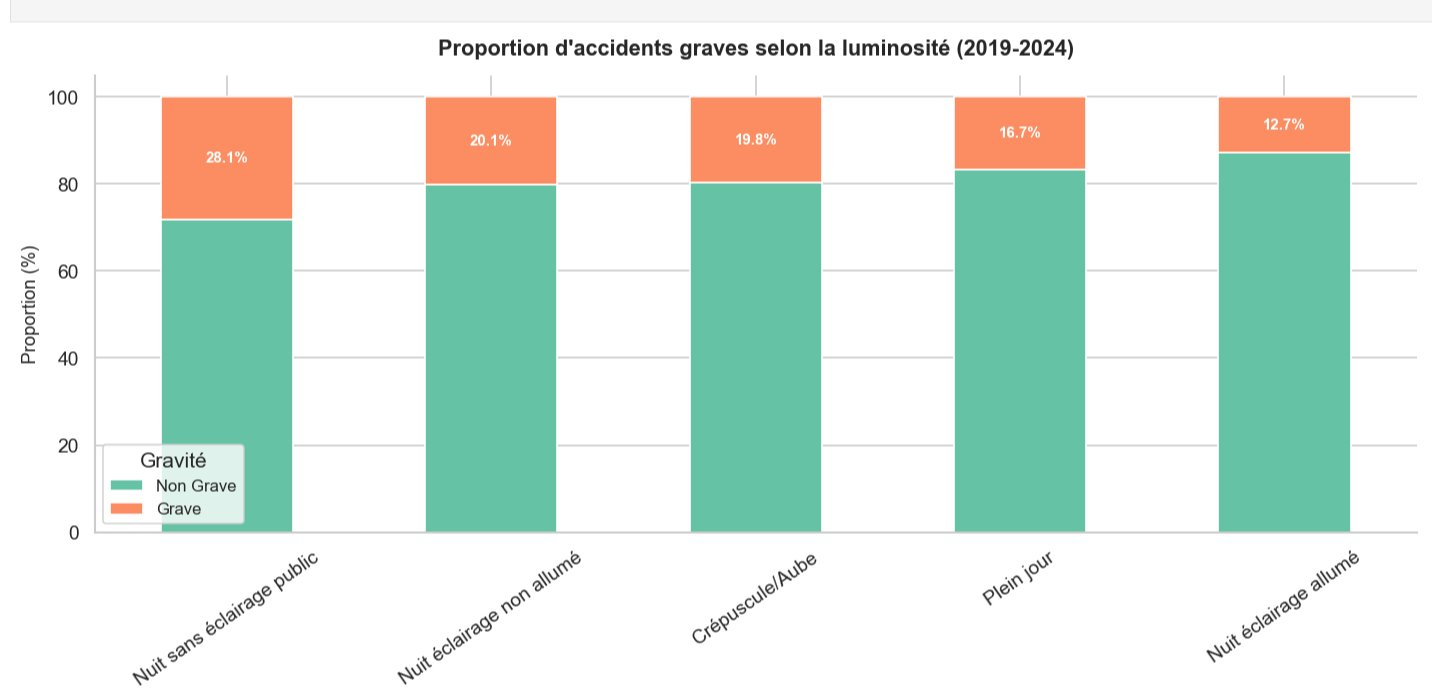 Proportion d'accidents graves selon la luminosité (2019-2024)
100
80
60
40
20
0
Proportion (%)
28.1%
20.1%
19.8%
16.7%
12.7%
Gravité
Non Grave
Grave
Nuit sans éclairage public
Nuit éclairage non allumé
Crépuscule/Aube
Plein jour
Nuit éclairage allumé